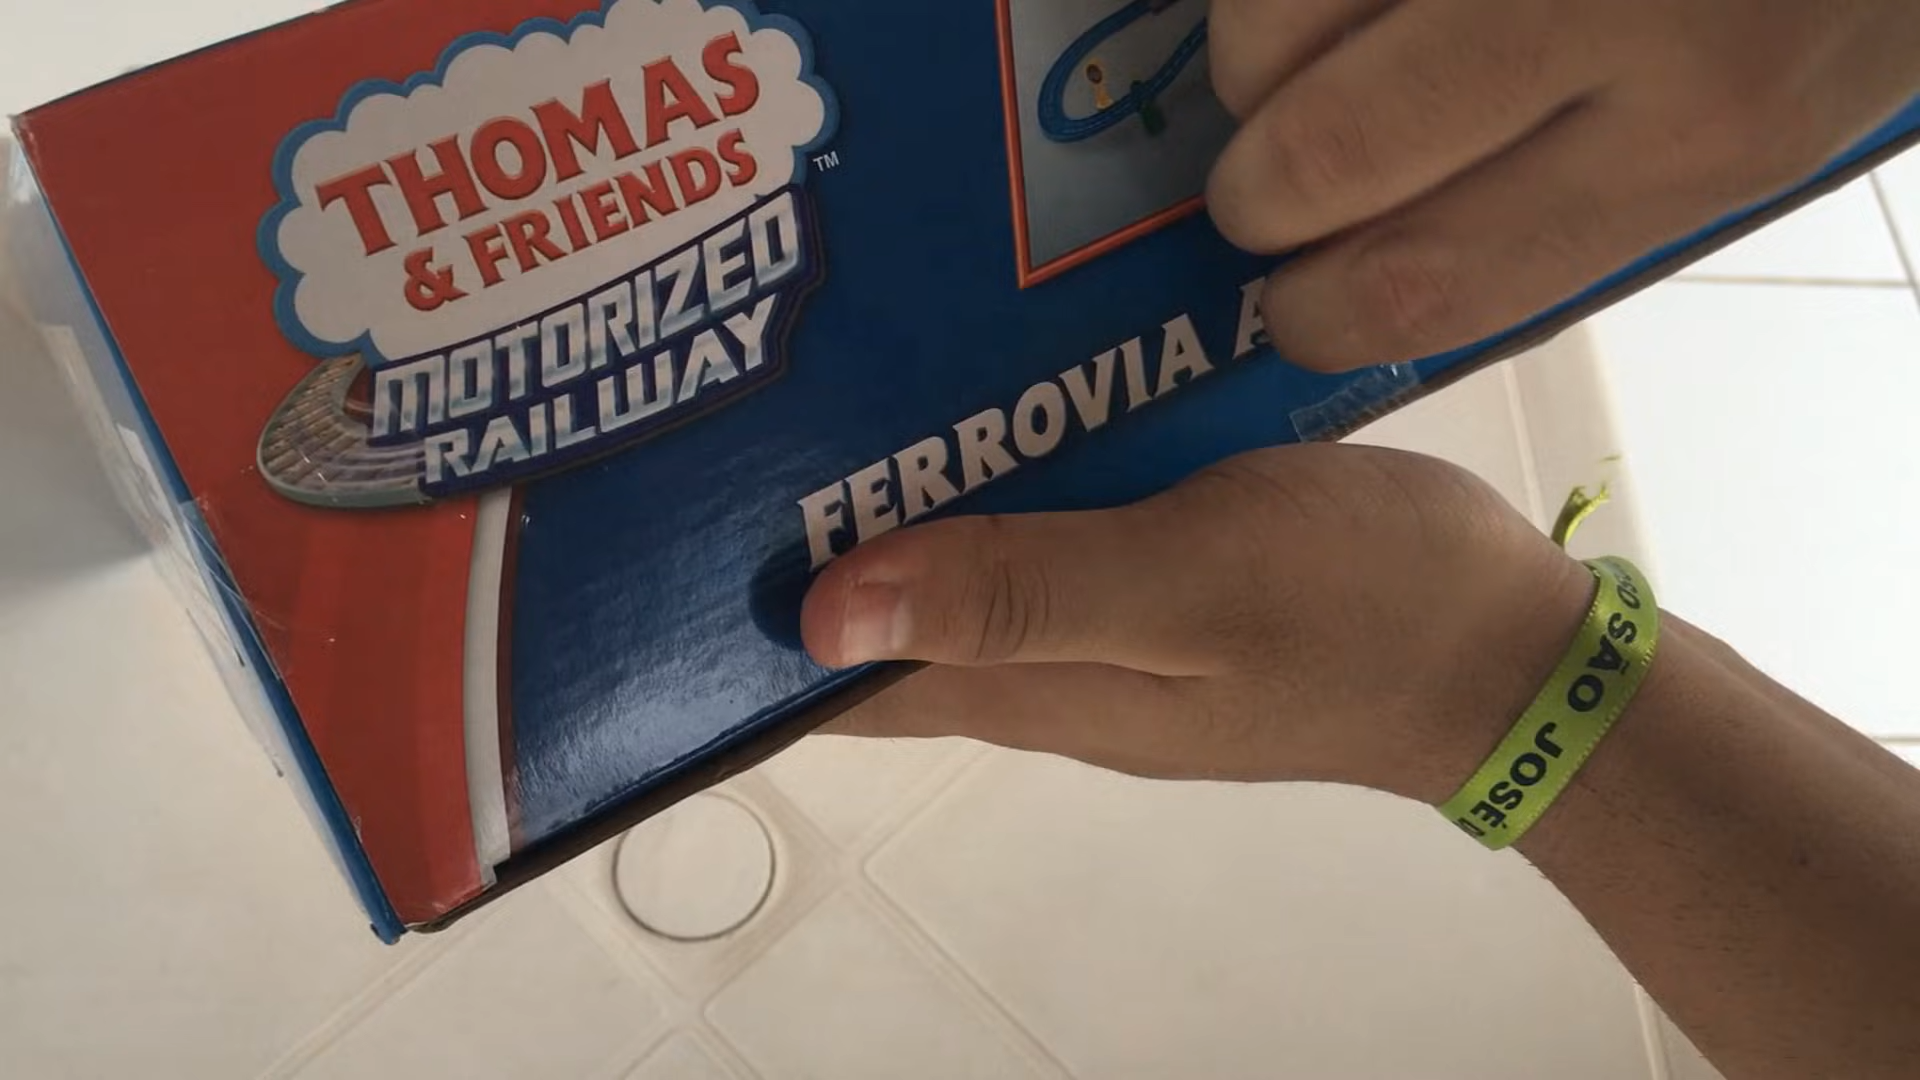 THOMAS
& FRIENDS
™
MOTORIZED
RAILWAY
FERROVIA A
SÃO JOSÉ D